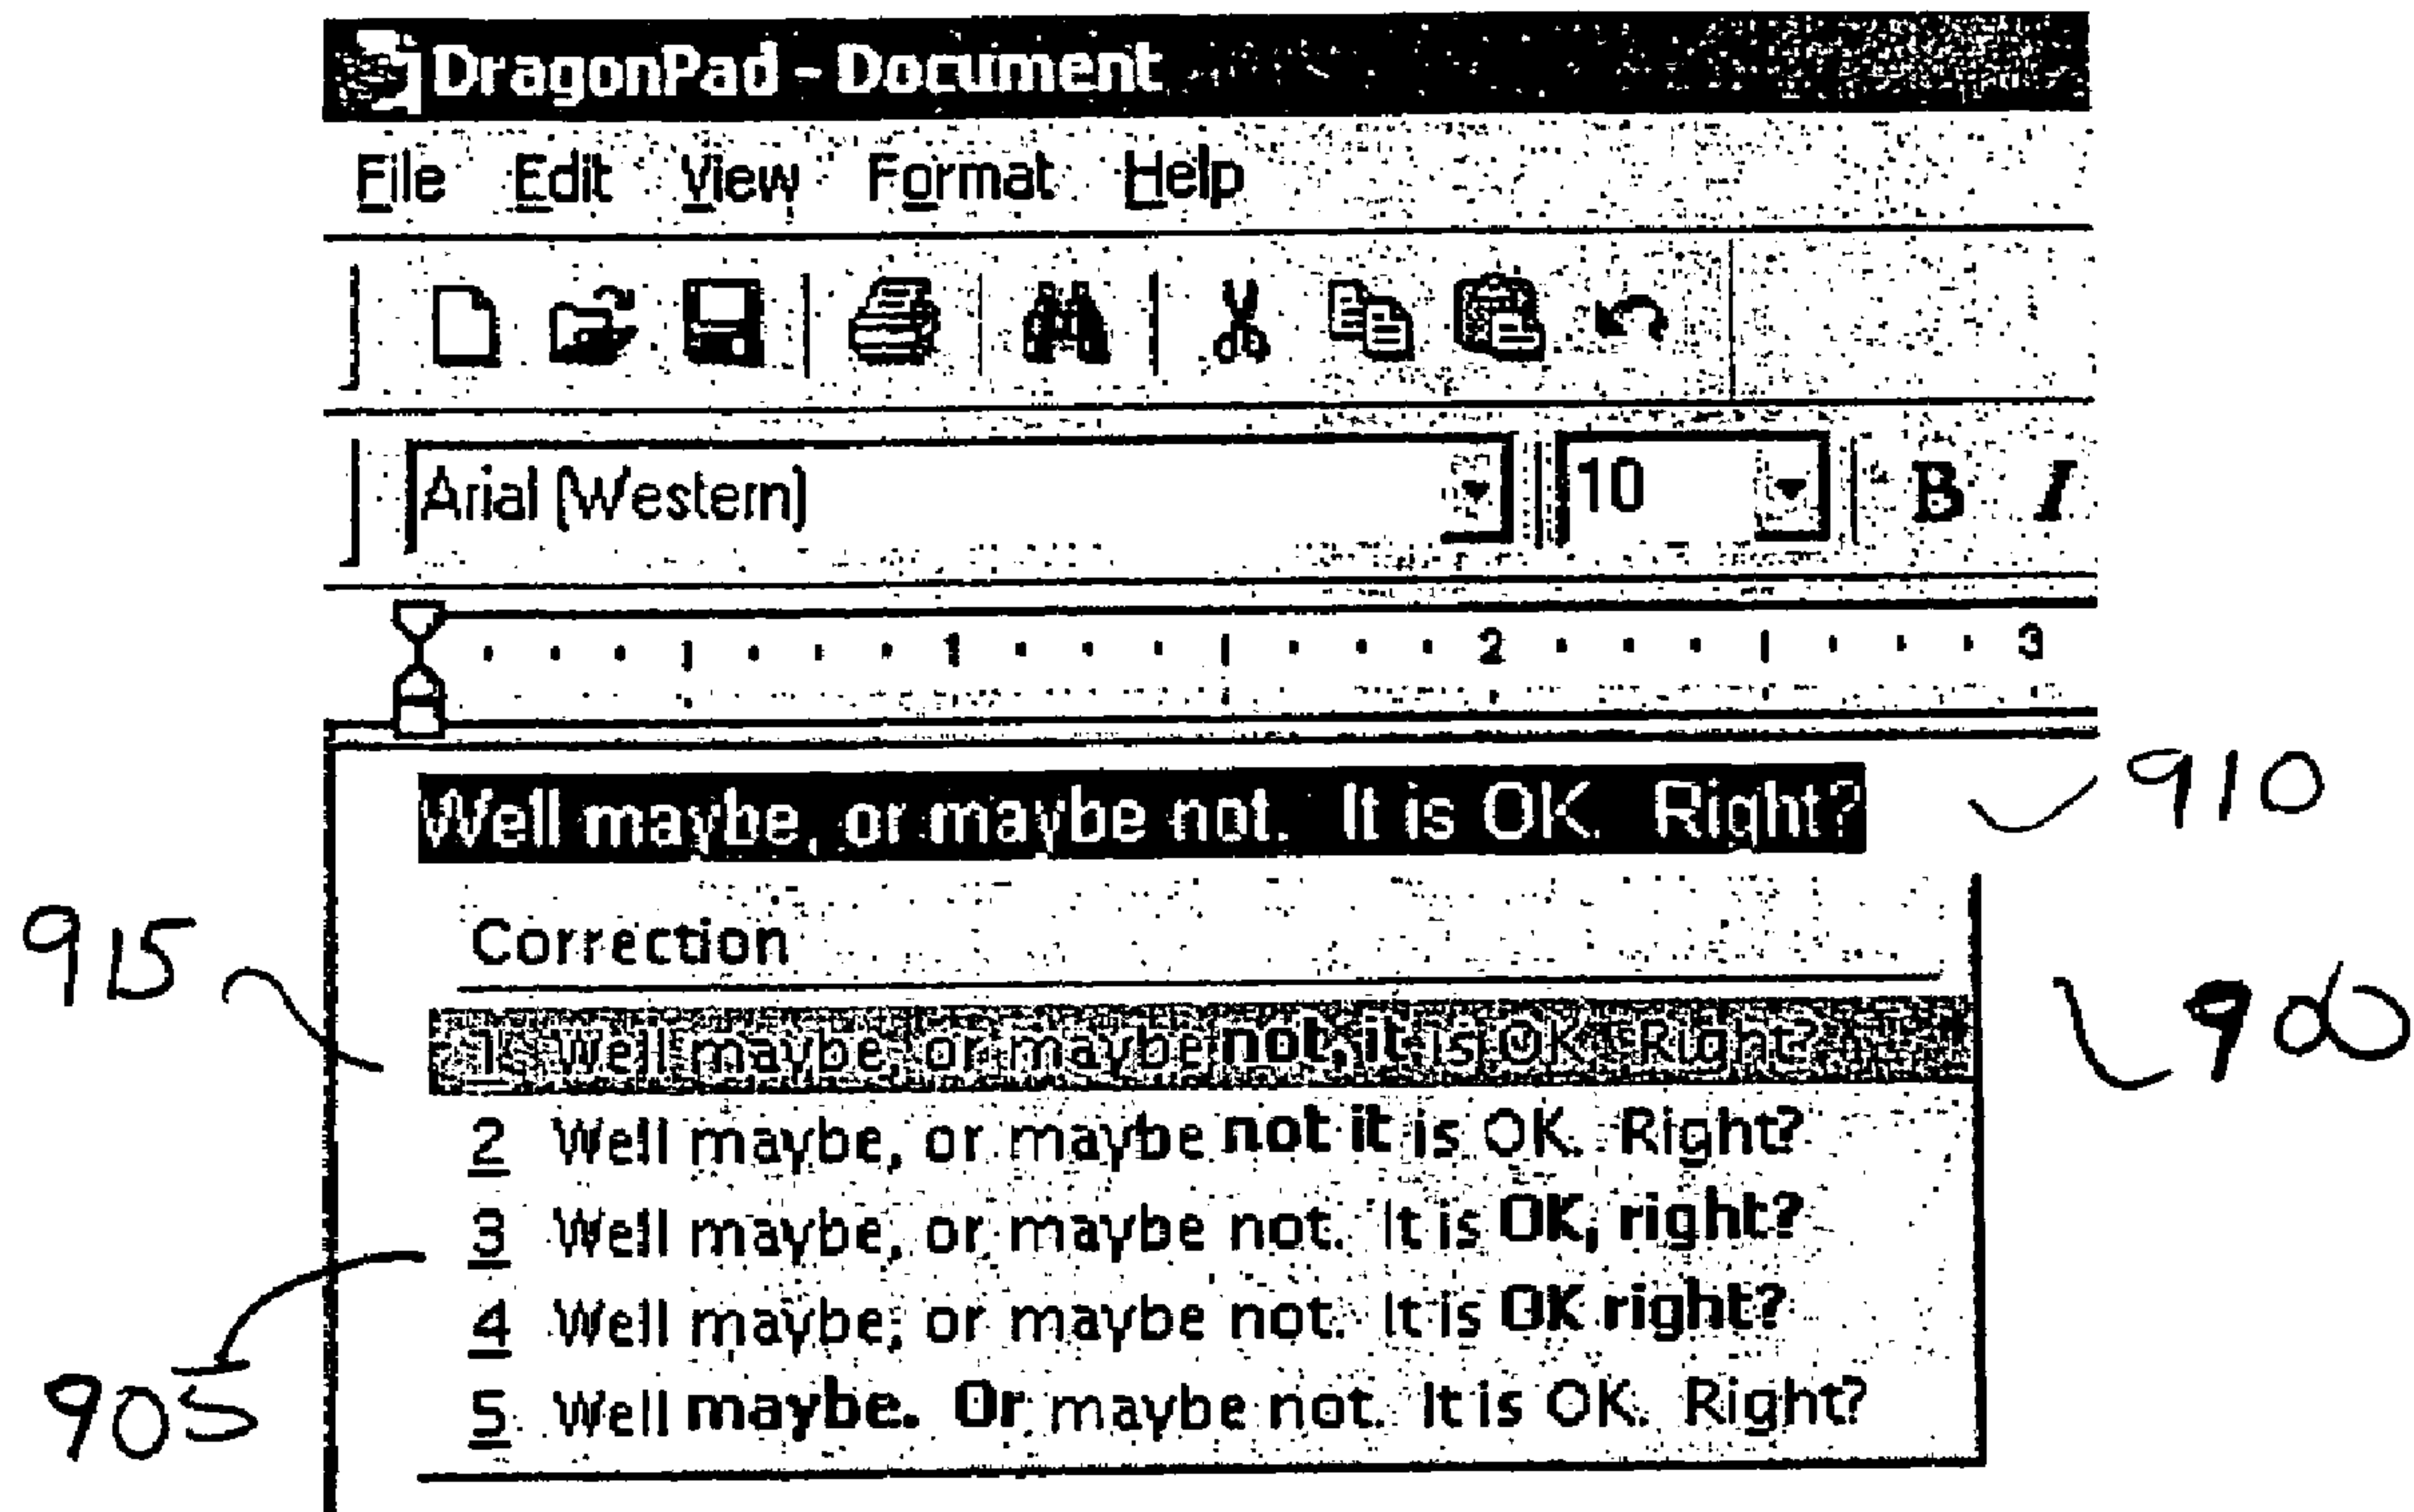 DragonPad - Document
File Edit View Format Help
Arial (Western) 10 B I
1 2 3
Well maybe, or maybe not. It is OK. Right? 910
Correction
915
900
1 Well maybe, or maybe not, it is OK. Right?
2 Well maybe, or maybe not it is OK. Right?
3 Well maybe, or maybe not. It is OK, right?
4 Well maybe, or maybe not. It is OK right?
5 Well maybe. Or maybe not. It is OK. Right?
905